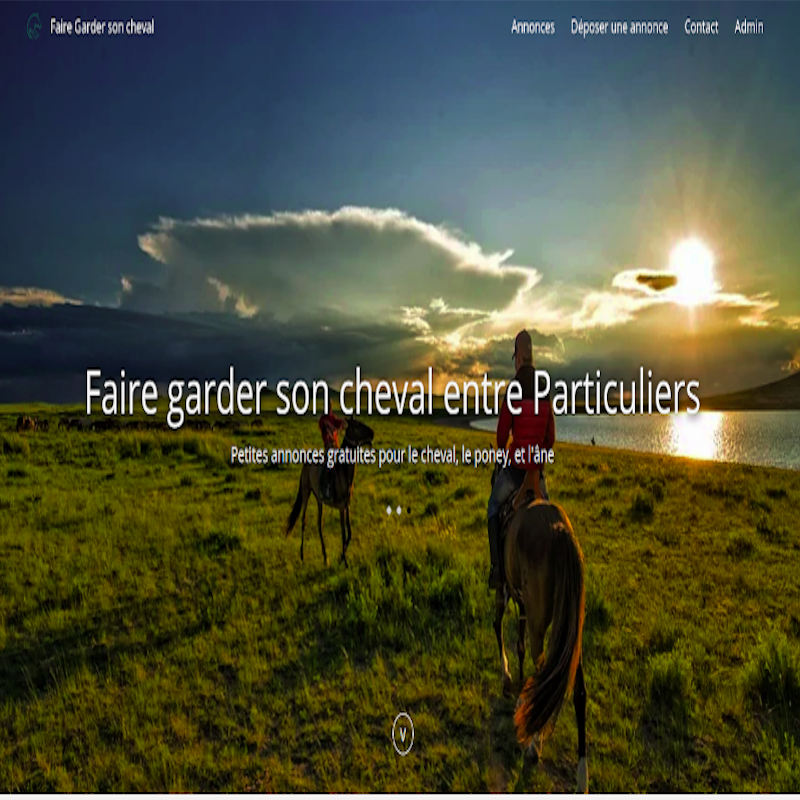 Faire Garder son cheval
Annonces Déposer une annonce Contact Admin
Faire garder son cheval entre Particuliers
Petites annonces gratuites pour le cheval, le poney, et l'âne
V